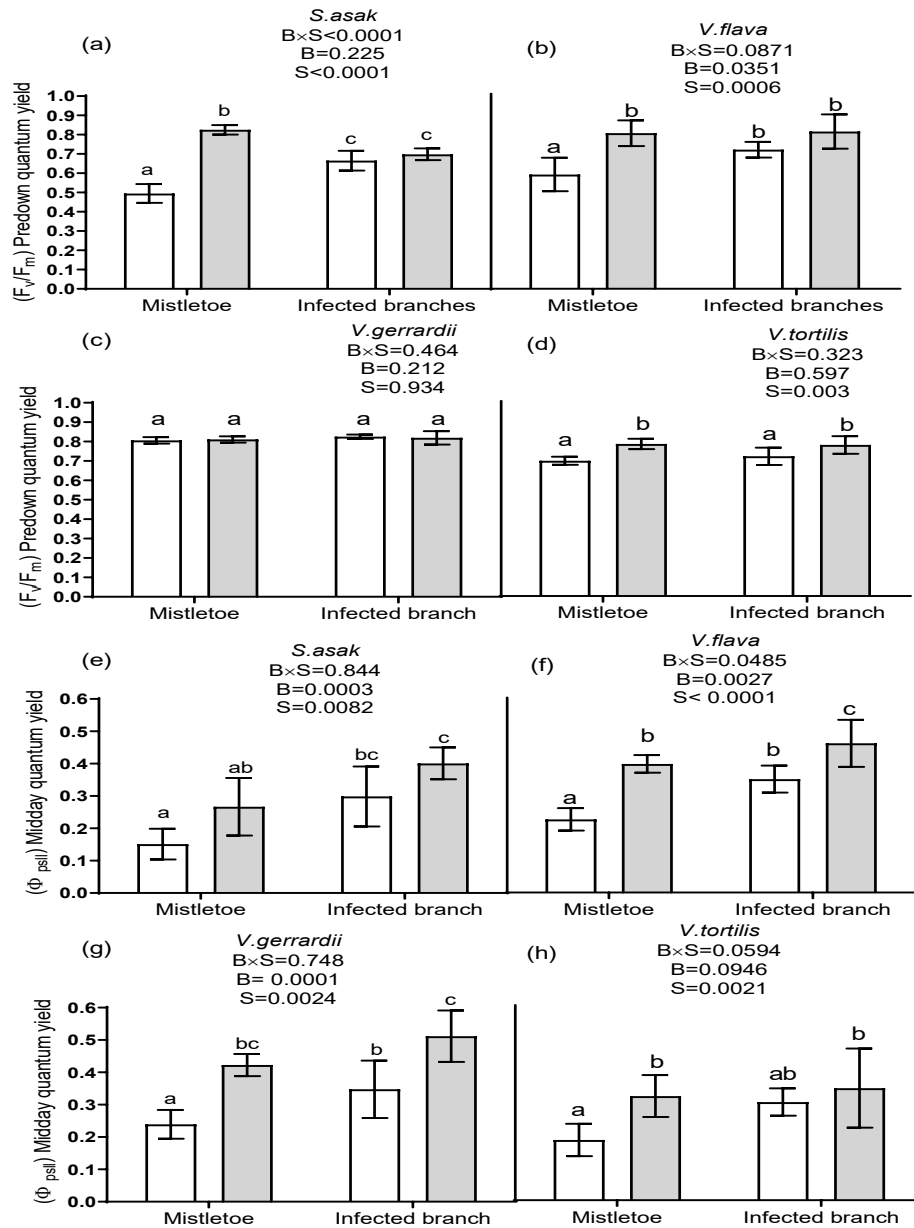 (a)
S.asak
B×S<0.0001
B=0.225
S<0.0001
(b)
V.flava
B×S=0.0871
B=0.0351
S=0.0006
(Fv/Fm) Predown quantum yield
1.0
0.9
0.8
0.7
0.6
0.5
0.4
0.3
0.2
0.1
0.0
a
b
c
c
a
b
b
b
Mistletoe
Infected branches
Mistletoe
Infected branches
(c)
V.gerrardii
B×S=0.464
B=0.212
S=0.934
(d)
V.tortilis
B×S=0.323
B=0.597
S=0.003
(Fv/Fm) Predown quantum yield
1.0
0.9
0.8
0.7
0.6
0.5
0.4
0.3
0.2
0.1
0.0
a
a
a
a
a
b
a
b
Mistletoe
Infected branch
Mistletoe
Infected branch
(e)
S.asak
B×S=0.844
B=0.0003
S=0.0082
(f)
V.flava
B×S=0.0485
B=0.0027
S< 0.0001
(Φ psII) Midday quantum yield
0.6
0.5
0.4
0.3
0.2
0.1
0.0
a
ab
bc
c
a
b
b
c
Mistletoe
Infected branch
Mistletoe
Infected branch
(g)
V.gerrardii
B×S=0.748
B= 0.0001
S=0.0024
(h)
V.tortilis
B×S=0.0594
B=0.0946
S=0.0021
(Φ psII) Midday quantum yield
0.6
0.5
0.4
0.3
0.2
0.1
0.0
a
bc
b
c
a
b
ab
b
Mistletoe
Infected branch
Mistletoe
Infected branch